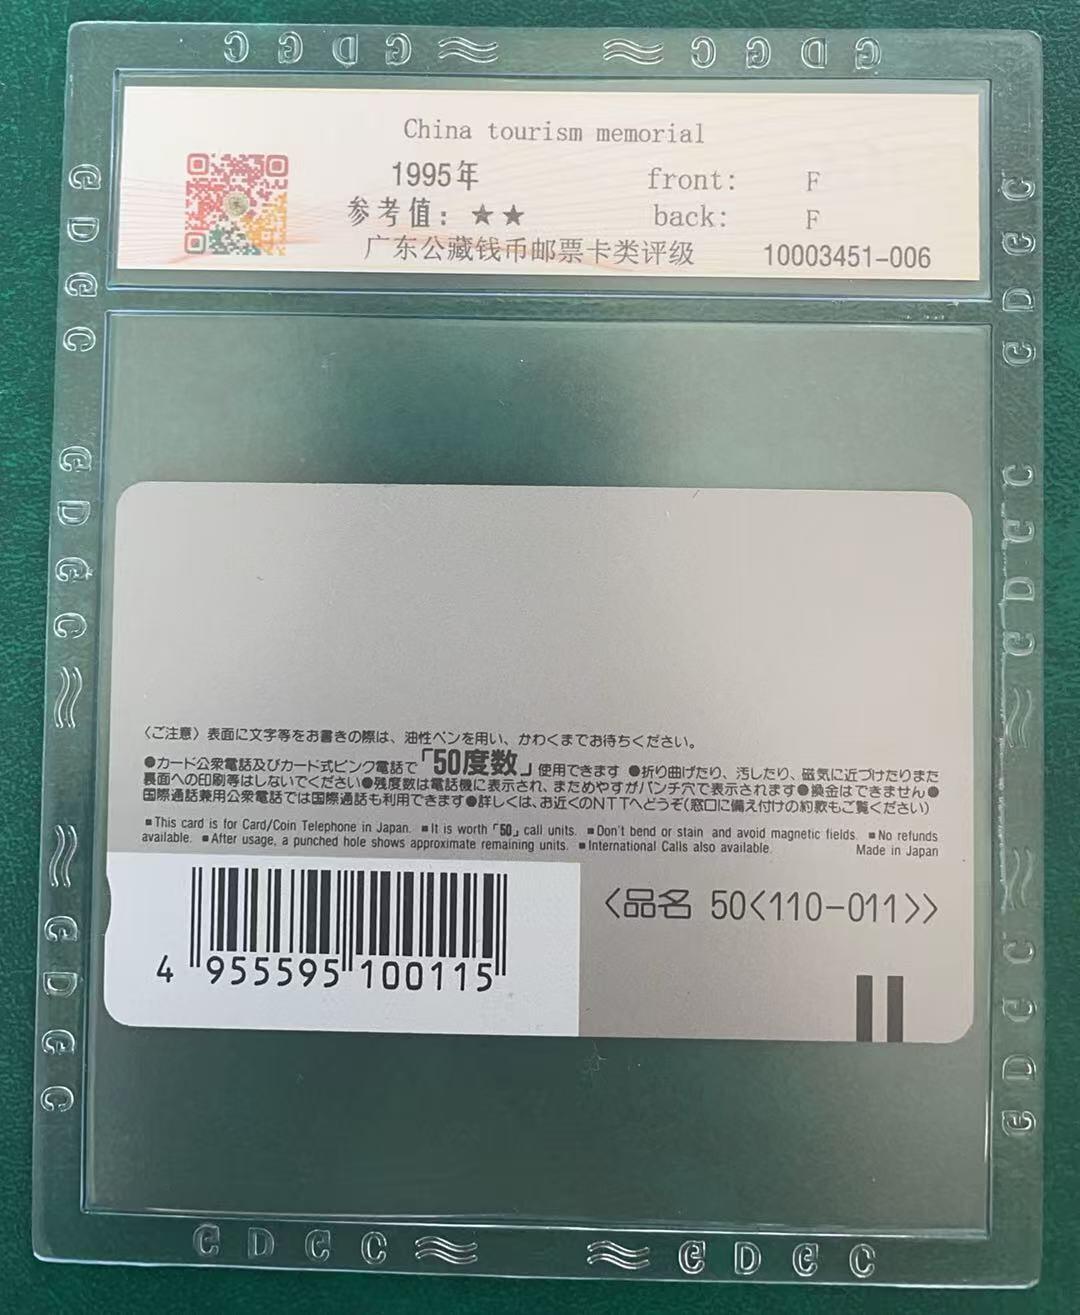 G D G C
C G D G
China tourism memorial
1995年
front: F
参考值：★★
back: F
广东公藏钱币邮票卡类评级
10003451-006
〈ご注意〉表面に文字等をお書きの際は、油性ペンを用い、かわくまでお待ちください。
●カード公衆電話及びカード式ピンク電話で「50度数」使用できます ●折り曲げたり、汚したり、磁気に近づけたりまた
裏面への印刷等はしないでください●残度数は電話機に表示され、まためやすがパンチ穴で表示されます●換金はできません●
国際通話兼用公衆電話では国際通話も利用できます●詳しくは、お近くのNTTへどうぞ(窓口に備え付けの約款もご覧ください)
■This card is for Card/Coin Telephone in Japan. ■It is worth「50」call units. ■Don't bend or stain and avoid magnetic fields. ■No refunds
available. ■After usage, a punched hole shows approximate remaining units. ■International Calls also available.
Made in Japan
〈品名 50<110-011>〉
4 955595 100115
G D G C
G D G C